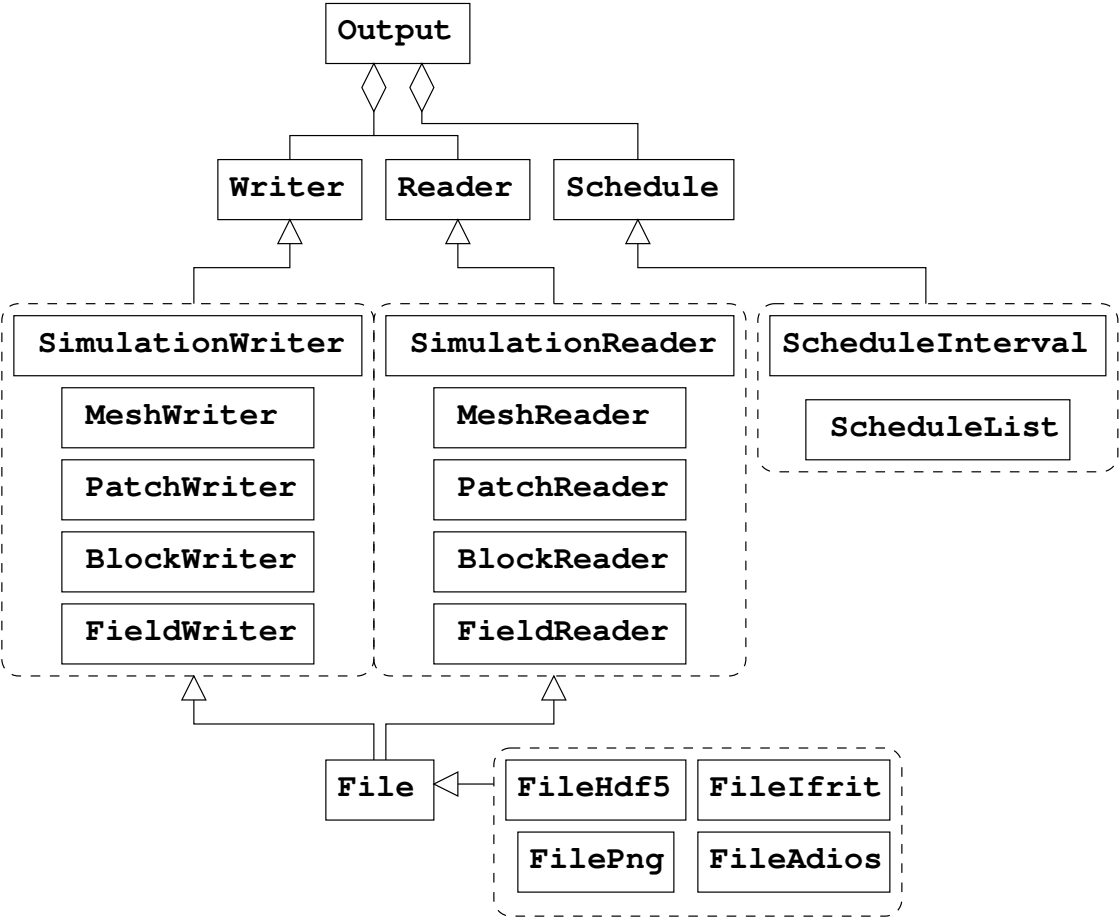 Output
Writer
Reader
Schedule
SimulationWriter
MeshWriter
PatchWriter
BlockWriter
FieldWriter
SimulationReader
MeshReader
PatchReader
BlockReader
FieldReader
ScheduleInterval
ScheduleList
File
FileHdf5
FileIfrit
FilePng
FileAdios